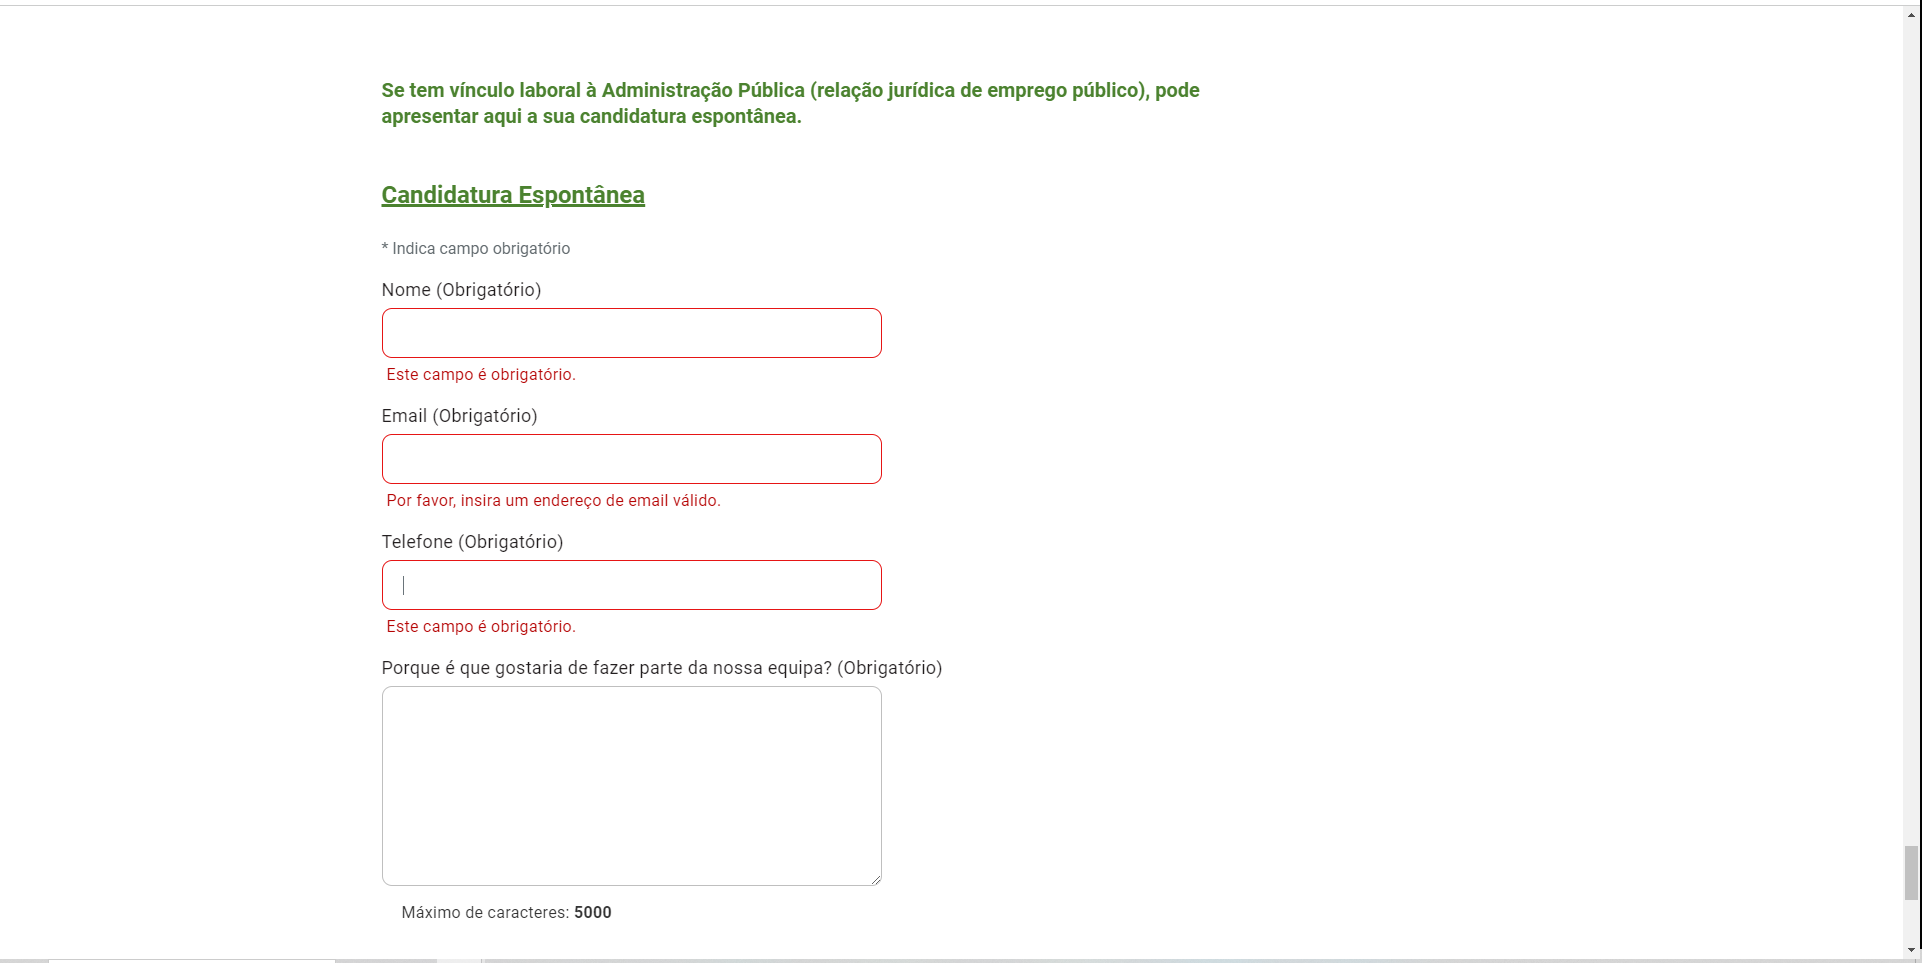 Se tem vínculo laboral à Administração Pública (relação jurídica de emprego público), pode
apresentar aqui a sua candidatura espontânea.
Candidatura Espontânea
* Indica campo obrigatório
Nome (Obrigatório)
Este campo é obrigatório.
Email (Obrigatório)
Por favor, insira um endereço de email válido.
Telefone (Obrigatório)
Este campo é obrigatório.
Porque é que gostaria de fazer parte da nossa equipa? (Obrigatório)
Máximo de caracteres: 5000